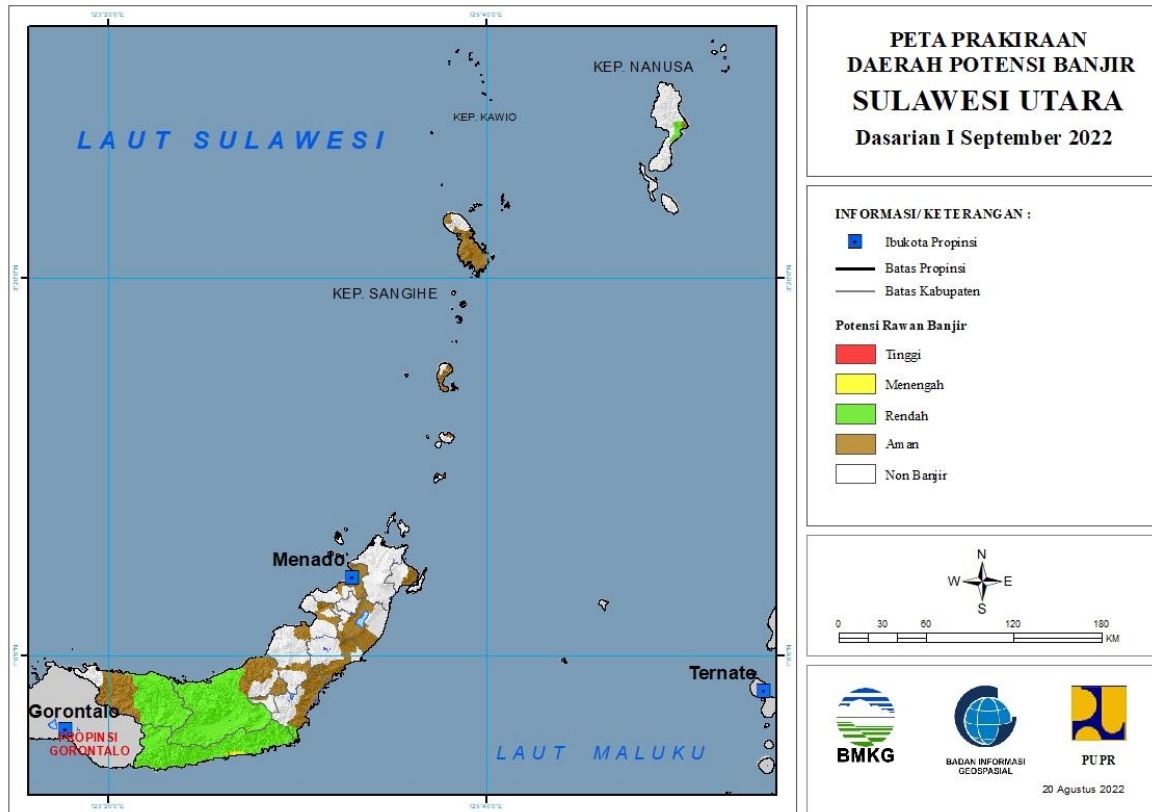 PETA PRAKIRAAN
DAERAH POTENSI BANJIR
SULAWESI UTARA
Dasarian I September 2022
INFORMASI/ KETERANGAN :
Ibukota Propinsi
Batas Propinsi
Batas Kabupaten
Potensi Rawan Banjir
Tinggi
Menengah
Rendah
Aman
Non Banjir
N
W
E
S
0 30 60 120 180
KM
BMKG
BADAN INFORMASI
GEOSPASIAL
PUPR
20 Agustus 2022
KEP. NANUSA
KEP. KAWIO
LAUT SULAWESI
KEP. SANGIHE
Menado
Ternate
Gorontalo
PROPINSI
GORONTALO
LAUT MALUKU